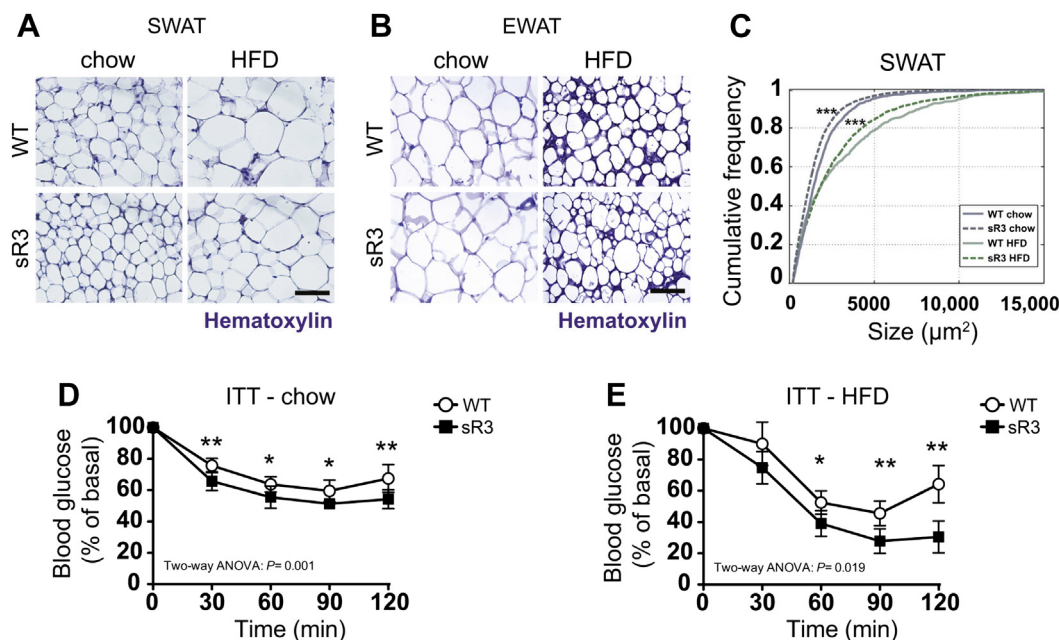 A
SWAT
chow
HFD
WT
sR3
Hematoxylin
B
EWAT
chow
HFD
WT
sR3
Hematoxylin
C
SWAT
Cumulative frequency
1
0.8
0.6
0.4
0.2
0
***
***
WT chow
sR3 chow
WT HFD
sR3 HFD
0
5000
10,000
15,000
Size (µm²)
D
ITT - chow
WT
sR3
Blood glucose
(% of basal)
100
80
60
40
20
0
**
*
*
**
Two-way ANOVA: P= 0.001
0
30
60
90
120
Time (min)
E
ITT - HFD
WT
sR3
Blood glucose
(% of basal)
100
80
60
40
20
0
*
**
**
Two-way ANOVA: P= 0.019
0
30
60
90
120
Time (min)